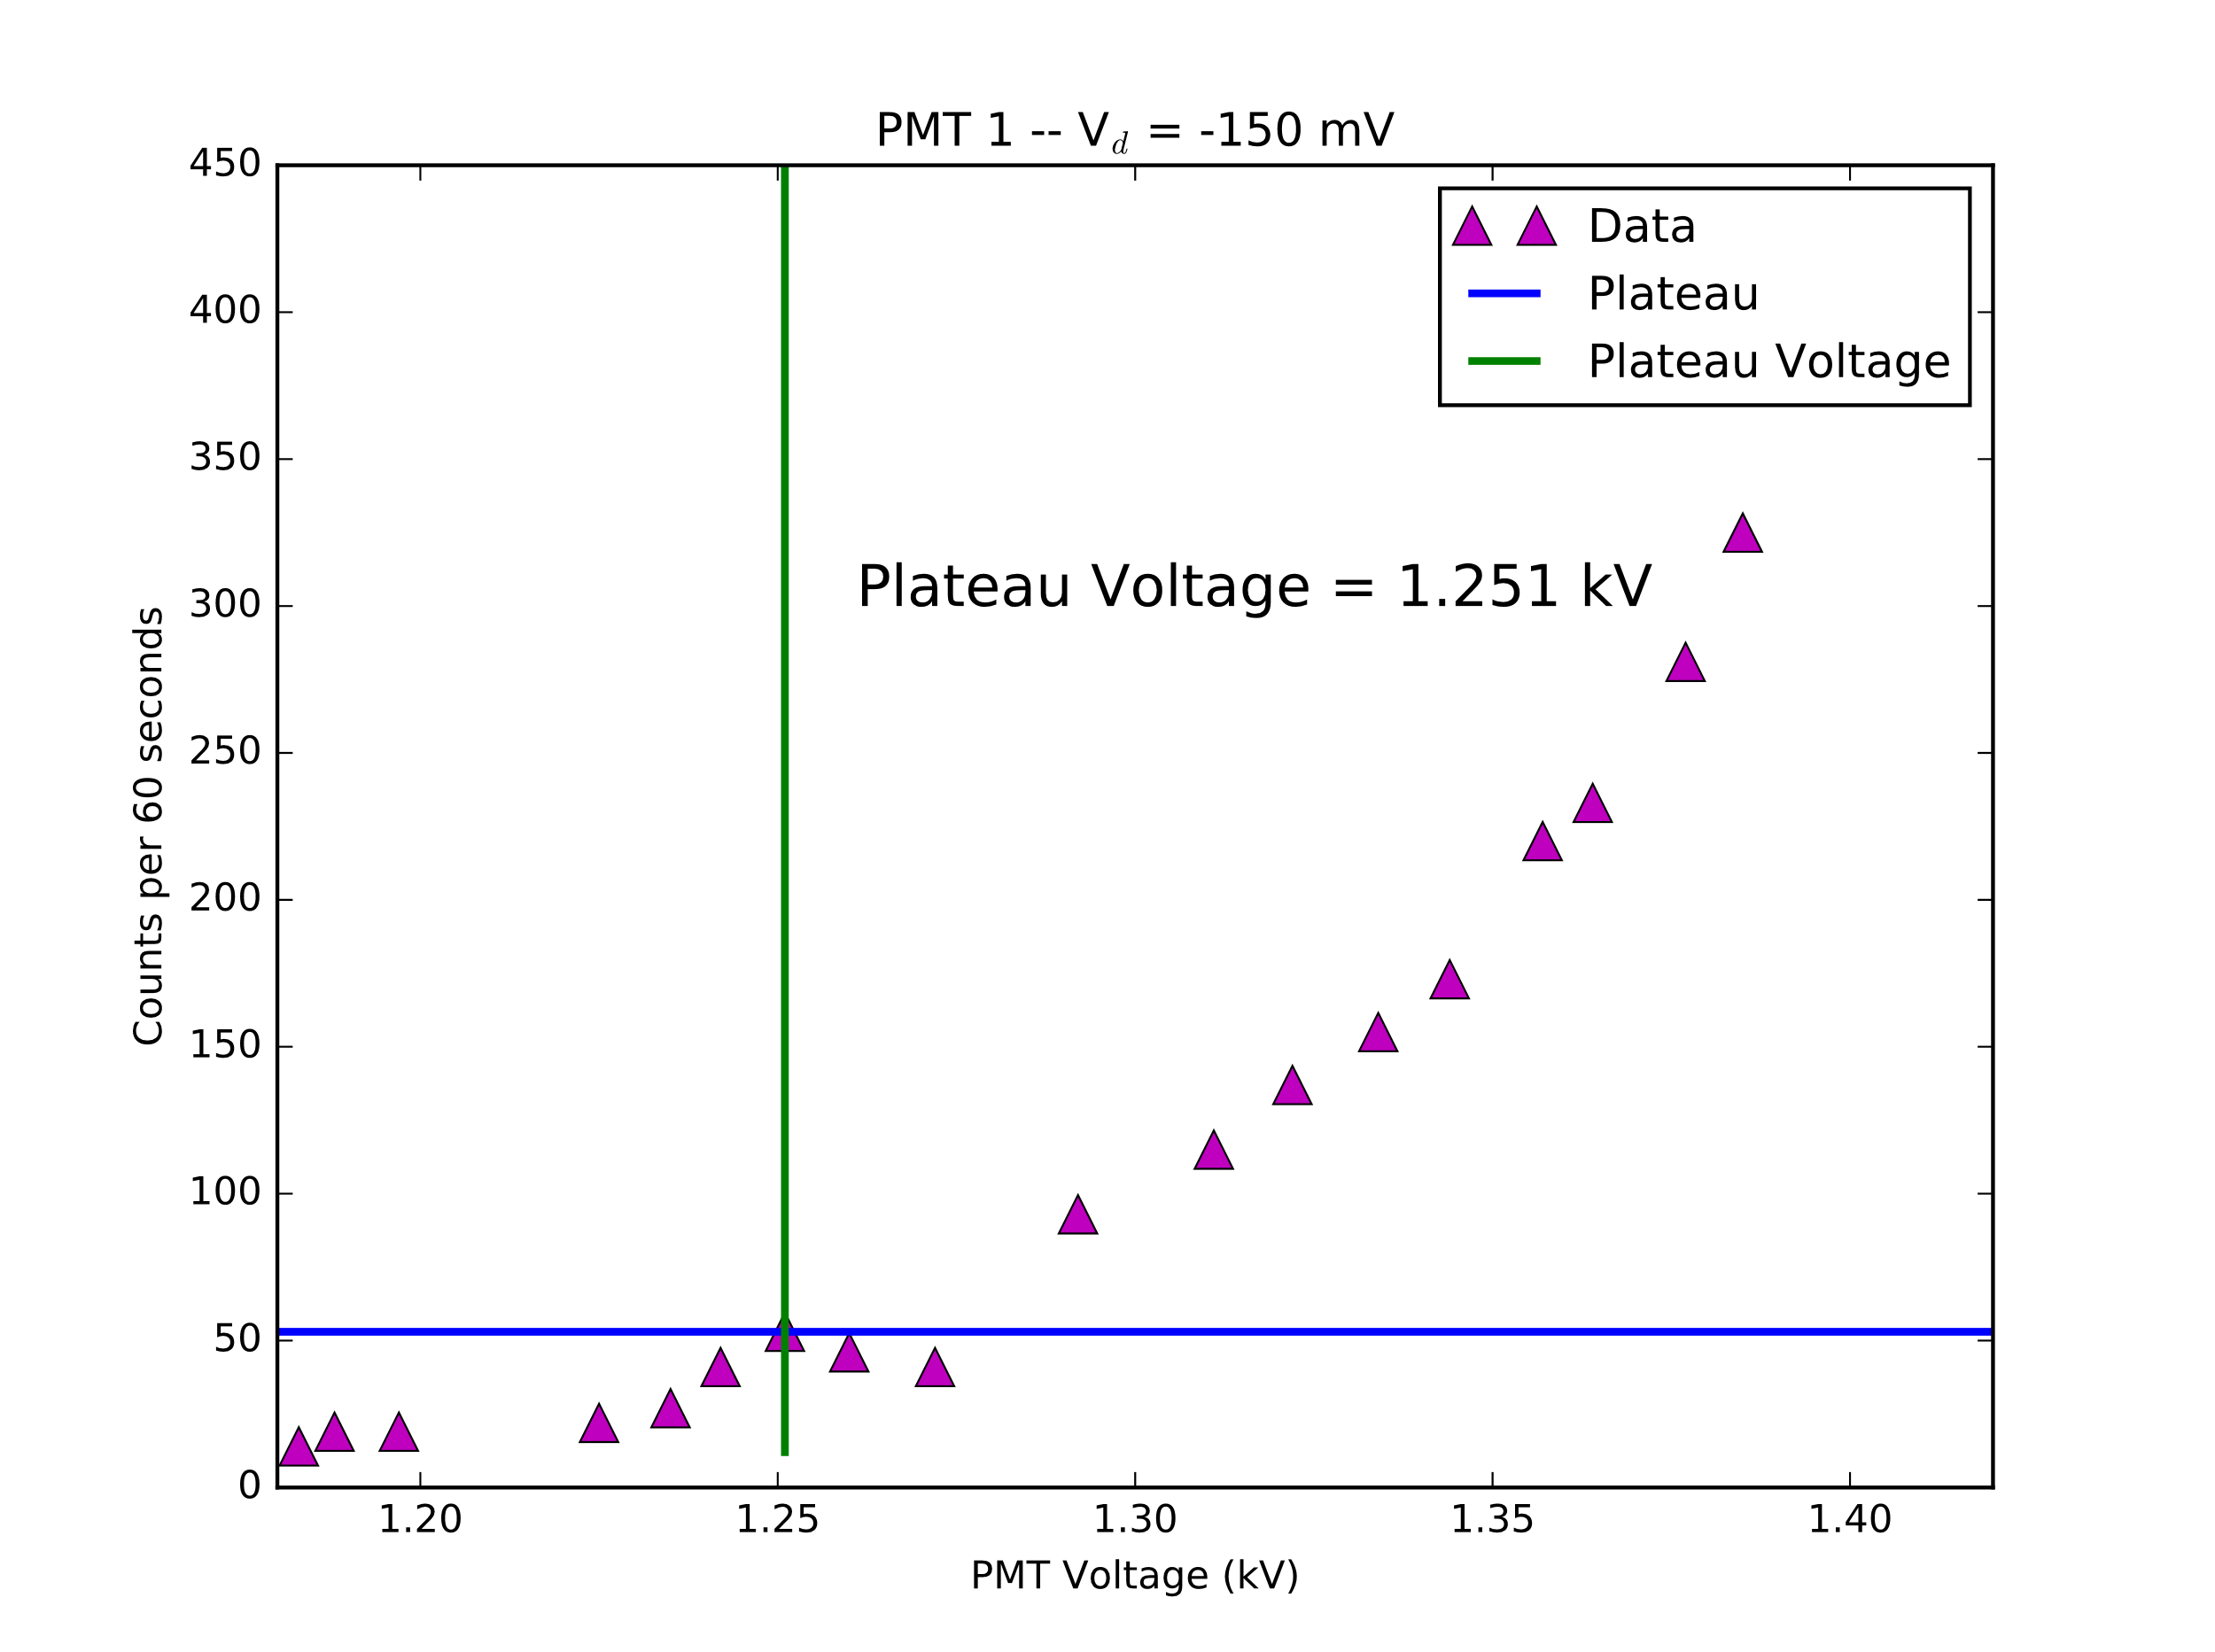 PMT 1 -- V_d = -150 mV
450
400
350
300
250
200
150
100
50
0
Counts per 60 seconds
Data
Plateau
Plateau Voltage
Plateau Voltage = 1.251 kV
1.20 1.25 1.30 1.35 1.40
PMT Voltage (kV)